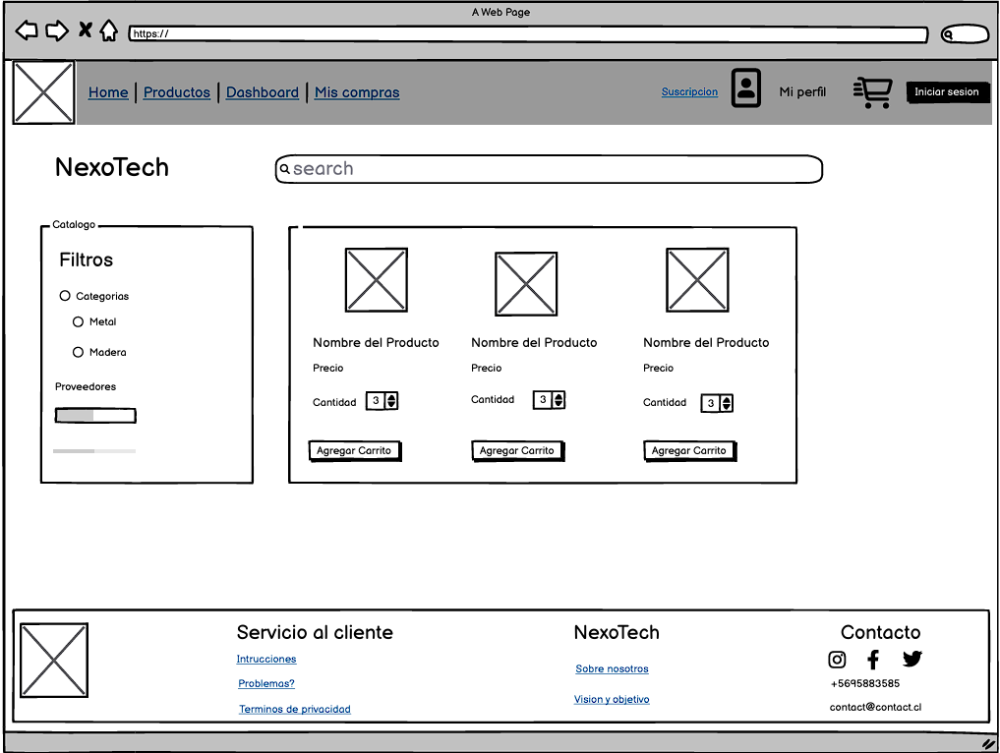 A Web Page
https://
Home | Productos | Dashboard | Mis compras
Suscripcion
Mi perfil
Iniciar sesion
NexoTech
search
Catalogo
Filtros
Categorias
Metal
Madera
Proveedores
Nombre del Producto
Precio
Cantidad 3
Agregar Carrito
Nombre del Producto
Precio
Cantidad 3
Agregar Carrito
Nombre del Producto
Precio
Cantidad 3
Agregar Carrito
Servicio al cliente
Intrucciones
Problemas?
Terminos de privacidad
NexoTech
Sobre nosotros
Vision y objetivo
Contacto
+5695883585
contact@contact.cl